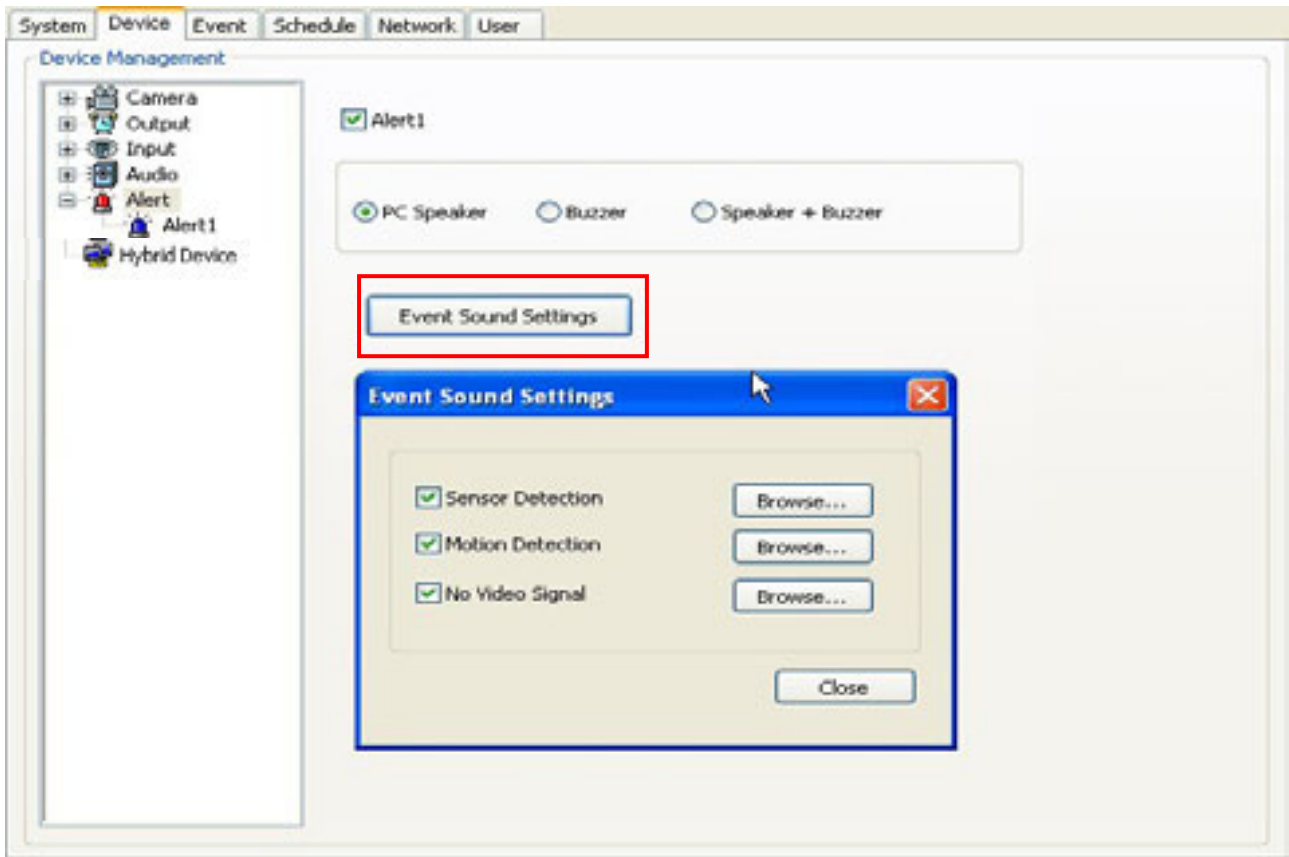 System Device Event Schedule Network User
Device Management
Camera
Output
Input
Audio
Alert
Alert1
Hybrid Device
Alert1
PC Speaker Buzzer Speaker + Buzzer
Event Sound Settings
Event Sound Settings
Sensor Detection Browse...
Motion Detection Browse...
No Video Signal Browse...
Close